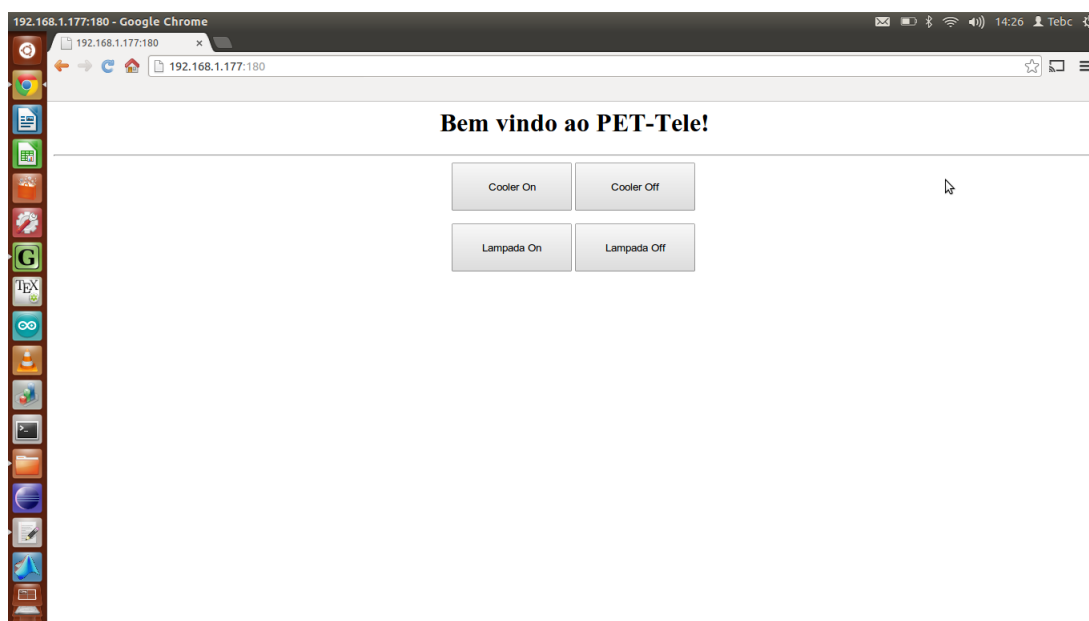 192.168.1.177:180 - Google Chrome
14:26 Tebc
192.168.1.177:180
192.168.1.177:180
Bem vindo ao PET-Tele!
Cooler On Cooler Off
Lampada On Lampada Off
G
TEX